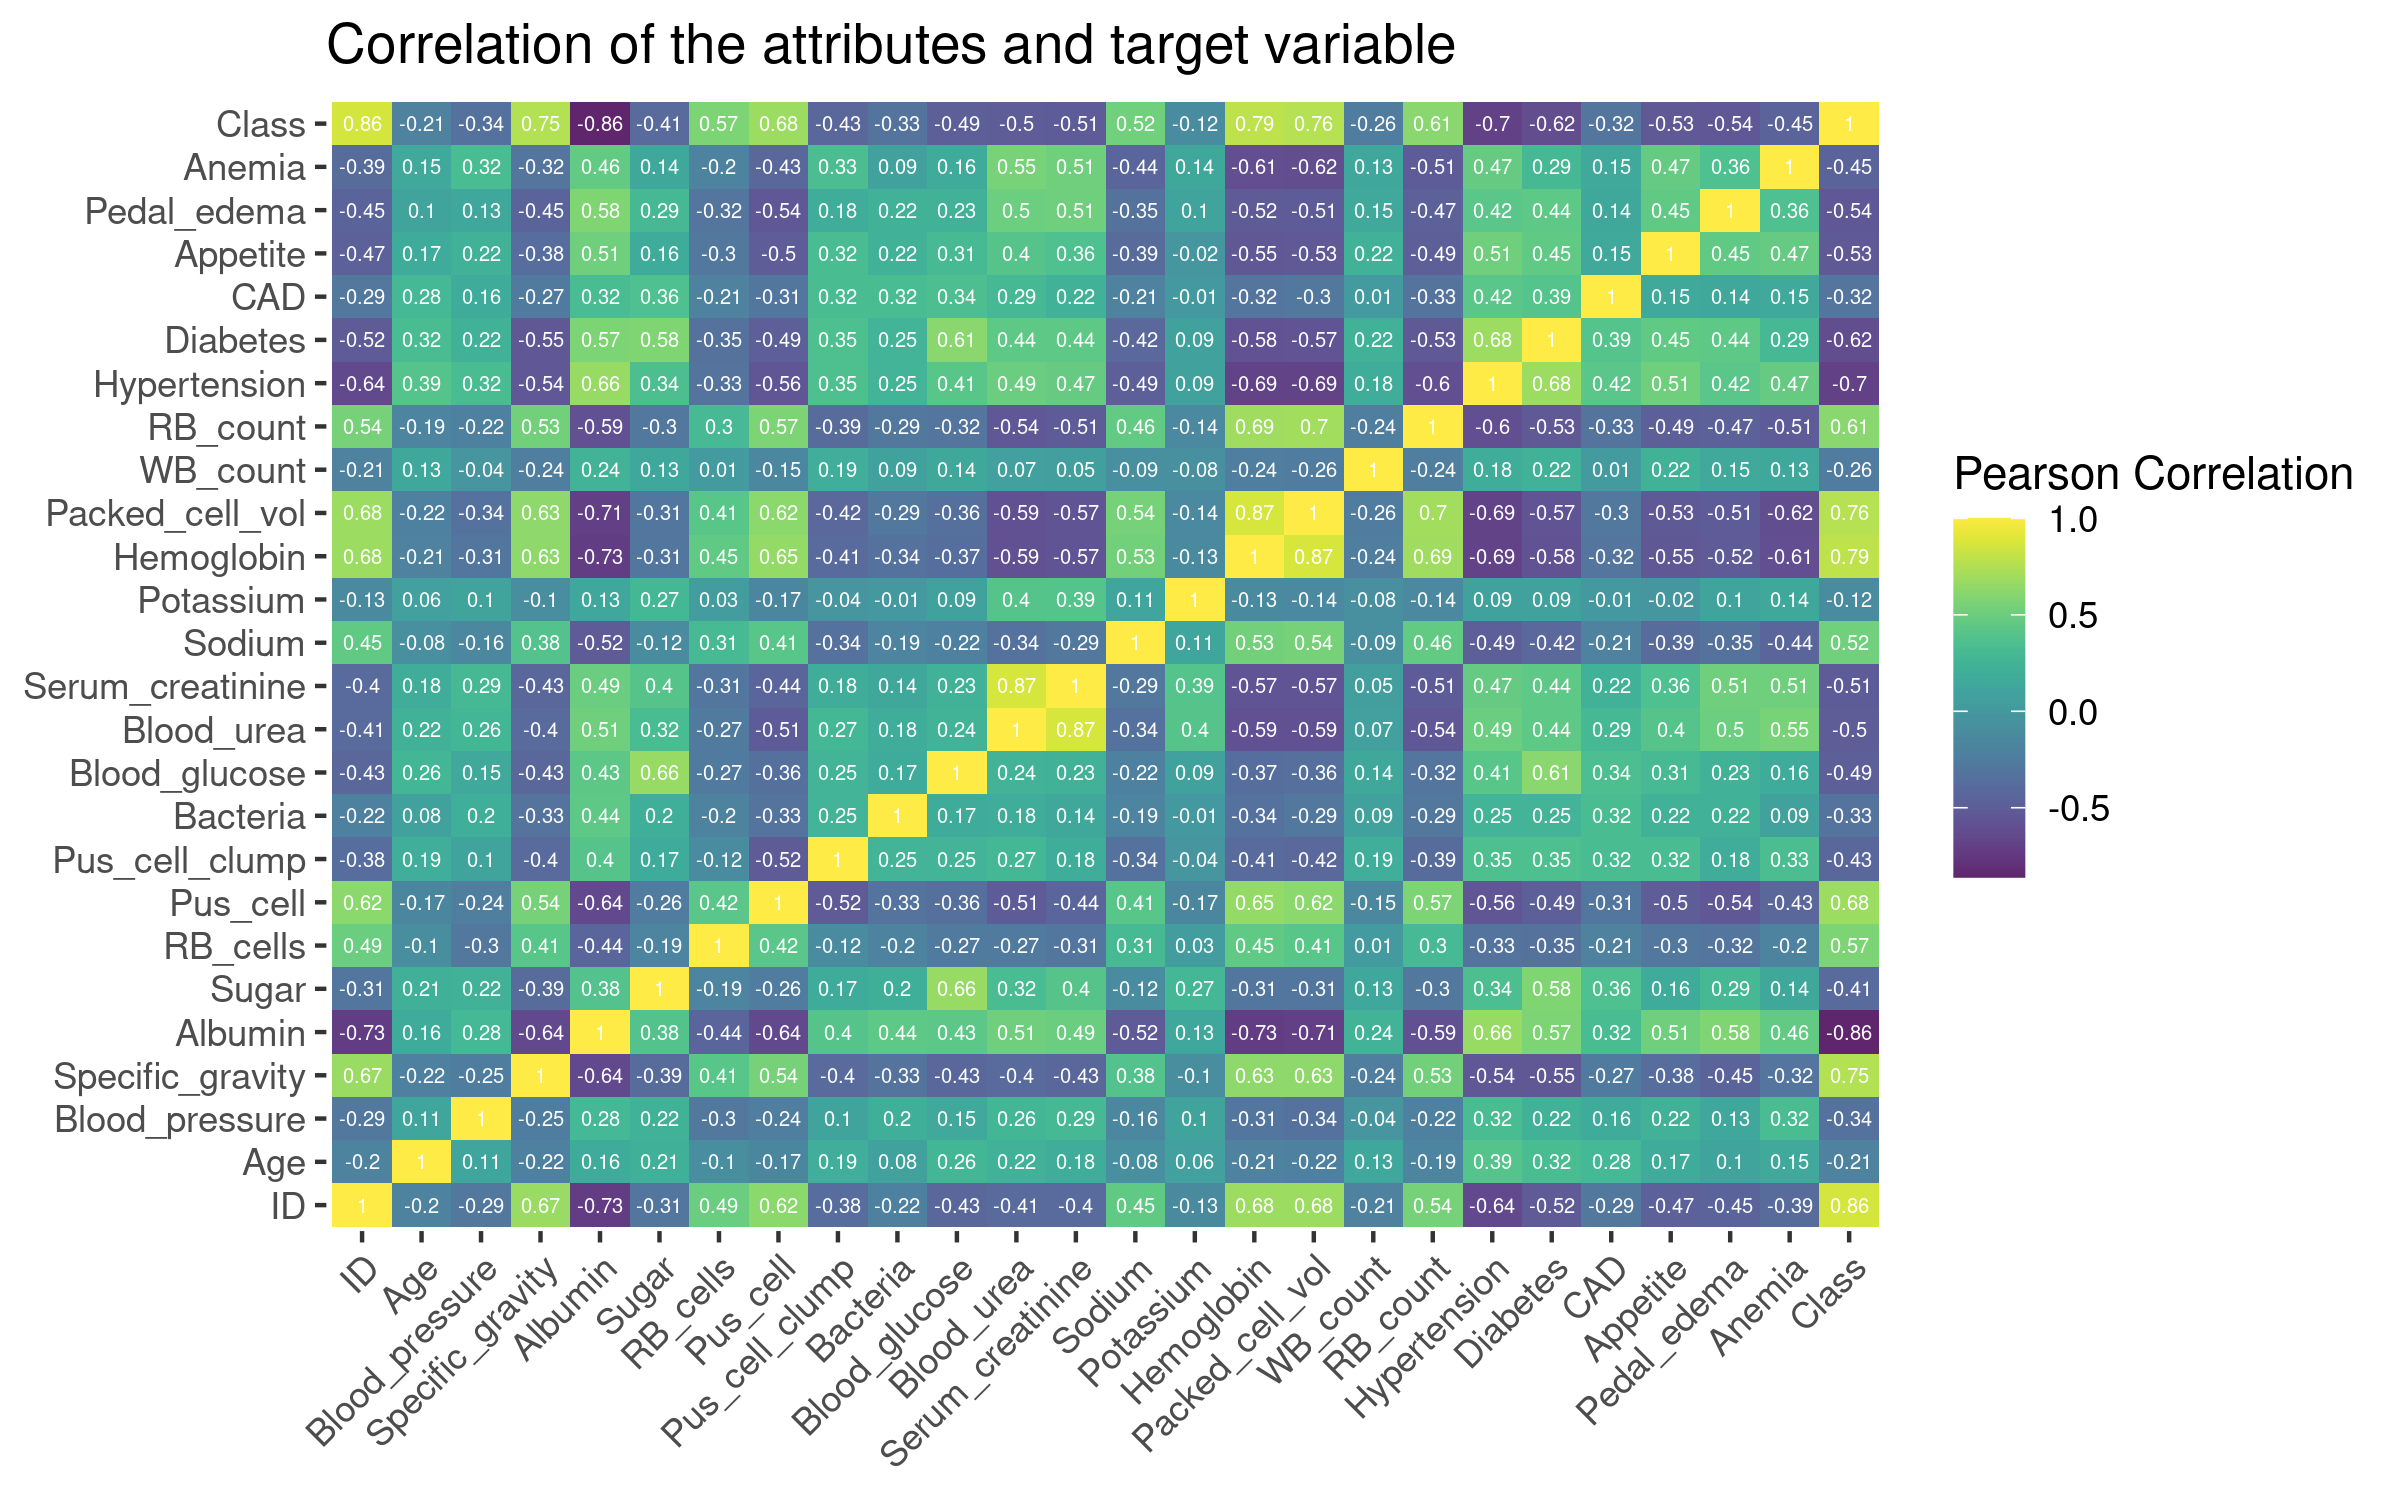 Correlation of the attributes and target variable
Class 0.86 -0.21 -0.34 0.75 -0.86 -0.41 0.57 0.68 -0.43 -0.33 -0.49 -0.5 -0.51 0.52 -0.12 0.79 0.76 -0.26 0.61 -0.7 -0.62 -0.32 -0.53 -0.54 -0.45 1
Anemia -0.39 0.15 0.32 -0.32 0.46 0.14 -0.2 -0.43 0.33 0.09 0.16 0.55 0.51 -0.44 0.14 -0.61 -0.62 0.13 -0.51 0.47 0.29 0.15 0.47 0.36 1 -0.45
Pedal_edema -0.45 0.1 0.13 -0.45 0.58 0.29 -0.32 -0.54 0.18 0.22 0.23 0.5 0.51 -0.35 0.1 -0.52 -0.51 0.15 -0.47 0.42 0.44 0.14 0.45 1 0.36 -0.54
Appetite -0.47 0.17 0.22 -0.38 0.51 0.16 -0.3 -0.5 0.32 0.22 0.31 0.4 0.36 -0.39 -0.02 -0.55 -0.53 0.22 -0.49 0.51 0.45 0.15 1 0.45 0.47 -0.53
CAD -0.29 0.28 0.16 -0.27 0.32 0.36 -0.21 -0.31 0.32 0.32 0.34 0.29 0.22 -0.21 -0.01 -0.32 -0.3 0.01 -0.33 0.42 0.39 1 0.15 0.14 0.15 -0.32
Diabetes -0.52 0.32 0.22 -0.55 0.57 0.58 -0.35 -0.49 0.35 0.25 0.61 0.44 0.44 -0.42 0.09 -0.58 -0.57 0.22 -0.53 0.68 1 0.39 0.45 0.44 0.29 -0.62
Hypertension -0.64 0.39 0.32 -0.54 0.66 0.34 -0.33 -0.56 0.35 0.25 0.41 0.49 0.47 -0.49 0.09 -0.69 -0.69 0.18 -0.6 1 0.68 0.42 0.51 0.42 0.47 -0.7
RB_count 0.54 -0.19 -0.22 0.53 -0.59 -0.3 0.3 0.57 -0.39 -0.29 -0.32 -0.54 -0.51 0.46 -0.14 0.69 0.7 -0.24 1 -0.6 -0.53 -0.33 -0.49 -0.47 -0.51 0.61
WB_count -0.21 0.13 -0.04 -0.24 0.24 0.13 0.01 -0.15 0.19 0.09 0.14 0.07 0.05 -0.09 -0.08 -0.24 -0.26 1 -0.24 0.18 0.22 0.01 0.22 0.15 0.13 -0.26
Packed_cell_vol 0.68 -0.22 -0.34 0.63 -0.71 -0.31 0.41 0.62 -0.42 -0.29 -0.36 -0.59 -0.57 0.54 -0.14 0.87 1 -0.26 0.7 -0.69 -0.57 -0.3 -0.53 -0.51 -0.62 0.76
Hemoglobin 0.68 -0.21 -0.31 0.63 -0.73 -0.31 0.45 0.65 -0.41 -0.34 -0.37 -0.59 -0.57 0.53 -0.13 1 0.87 -0.24 0.69 -0.69 -0.58 -0.32 -0.55 -0.52 -0.61 0.79
Potassium -0.13 0.06 0.1 -0.1 0.13 0.27 0.03 -0.17 -0.04 -0.01 0.09 0.4 0.39 0.11 1 -0.13 -0.14 -0.08 -0.14 0.09 0.09 -0.01 -0.02 0.1 0.14 -0.12
Sodium 0.45 -0.08 -0.16 0.38 -0.52 -0.12 0.31 0.41 -0.34 -0.19 -0.22 -0.34 -0.29 1 0.11 0.53 0.54 -0.09 0.46 -0.49 -0.42 -0.21 -0.39 -0.35 -0.44 0.52
Serum_creatinine -0.4 0.18 0.29 -0.43 0.49 0.4 -0.31 -0.44 0.18 0.14 0.23 0.87 1 -0.29 0.39 -0.57 -0.57 0.05 -0.51 0.47 0.44 0.22 0.36 0.51 0.51 -0.51
Blood_urea -0.41 0.22 0.26 -0.4 0.51 0.32 -0.27 -0.51 0.27 0.18 0.24 1 0.87 -0.34 0.4 -0.59 -0.59 0.07 -0.54 0.49 0.44 0.29 0.4 0.5 0.55 -0.5
Blood_glucose -0.43 0.26 0.15 -0.43 0.43 0.66 -0.27 -0.36 0.25 0.17 1 0.24 0.23 -0.22 0.09 -0.37 -0.36 0.14 -0.32 0.41 0.61 0.34 0.31 0.23 0.16 -0.49
Bacteria -0.22 0.08 0.2 -0.33 0.44 0.2 -0.2 -0.33 0.25 1 0.17 0.18 0.14 -0.19 -0.01 -0.34 -0.29 0.09 -0.29 0.25 0.25 0.32 0.22 0.22 0.09 -0.33
Pus_cell_clump -0.38 0.19 0.1 -0.4 0.4 0.17 -0.12 -0.52 1 0.25 0.25 0.27 0.18 -0.34 -0.04 -0.41 -0.42 0.19 -0.39 0.35 0.35 0.32 0.32 0.18 0.33 -0.43
Pus_cell 0.62 -0.17 -0.24 0.54 -0.64 -0.26 0.42 1 -0.52 -0.33 -0.36 -0.51 -0.44 0.41 -0.17 0.65 0.62 -0.15 0.57 -0.56 -0.49 -0.31 -0.5 -0.54 -0.43 0.68
RB_cells 0.49 -0.1 -0.3 0.41 -0.44 -0.19 1 0.42 -0.12 -0.2 -0.27 -0.27 -0.31 0.31 0.03 0.45 0.41 0.01 0.3 -0.33 -0.35 -0.21 -0.3 -0.32 -0.2 0.57
Sugar -0.31 0.21 0.22 -0.39 0.38 1 -0.19 -0.26 0.17 0.2 0.66 0.32 0.4 -0.12 0.27 -0.31 -0.31 0.13 -0.3 0.34 0.58 0.36 0.16 0.29 0.14 -0.41
Albumin -0.73 0.16 0.28 -0.64 1 0.38 -0.44 -0.64 0.4 0.44 0.43 0.51 0.49 -0.52 0.13 -0.73 -0.71 0.24 -0.59 0.66 0.57 0.32 0.51 0.58 0.46 -0.86
Specific_gravity 0.67 -0.22 -0.25 1 -0.64 -0.39 0.41 0.54 -0.4 -0.33 -0.43 -0.4 -0.43 0.38 -0.1 0.63 0.63 -0.24 0.53 -0.54 -0.55 -0.27 -0.38 -0.45 -0.32 0.75
Blood_pressure -0.29 0.11 1 -0.25 0.28 0.22 -0.3 -0.24 0.1 0.2 0.15 0.26 0.29 -0.16 0.1 -0.31 -0.34 -0.04 -0.22 0.32 0.22 0.16 0.22 0.13 0.32 -0.34
Age -0.2 1 0.11 -0.22 0.16 0.21 -0.1 -0.17 0.19 0.08 0.26 0.22 0.18 -0.08 0.06 -0.21 -0.22 0.13 -0.19 0.39 0.32 0.28 0.17 0.1 0.15 -0.21
ID 1 -0.2 -0.29 0.67 -0.73 -0.31 0.49 0.62 -0.38 -0.22 -0.43 -0.41 -0.4 0.45 -0.13 0.68 0.68 -0.21 0.54 -0.64 -0.52 -0.29 -0.47 -0.45 -0.39 0.86
ID Age Blood_pressure Specific_gravity Albumin Sugar RB_cells Pus_cell Pus_cell_clump Bacteria Blood_glucose Blood_urea Serum_creatinine Sodium Potassium Hemoglobin Packed_cell_vol WB_count RB_count Hypertension Diabetes CAD Appetite Pedal_edema Anemia Class
Pearson Correlation
1.0
0.5
0.0
-0.5